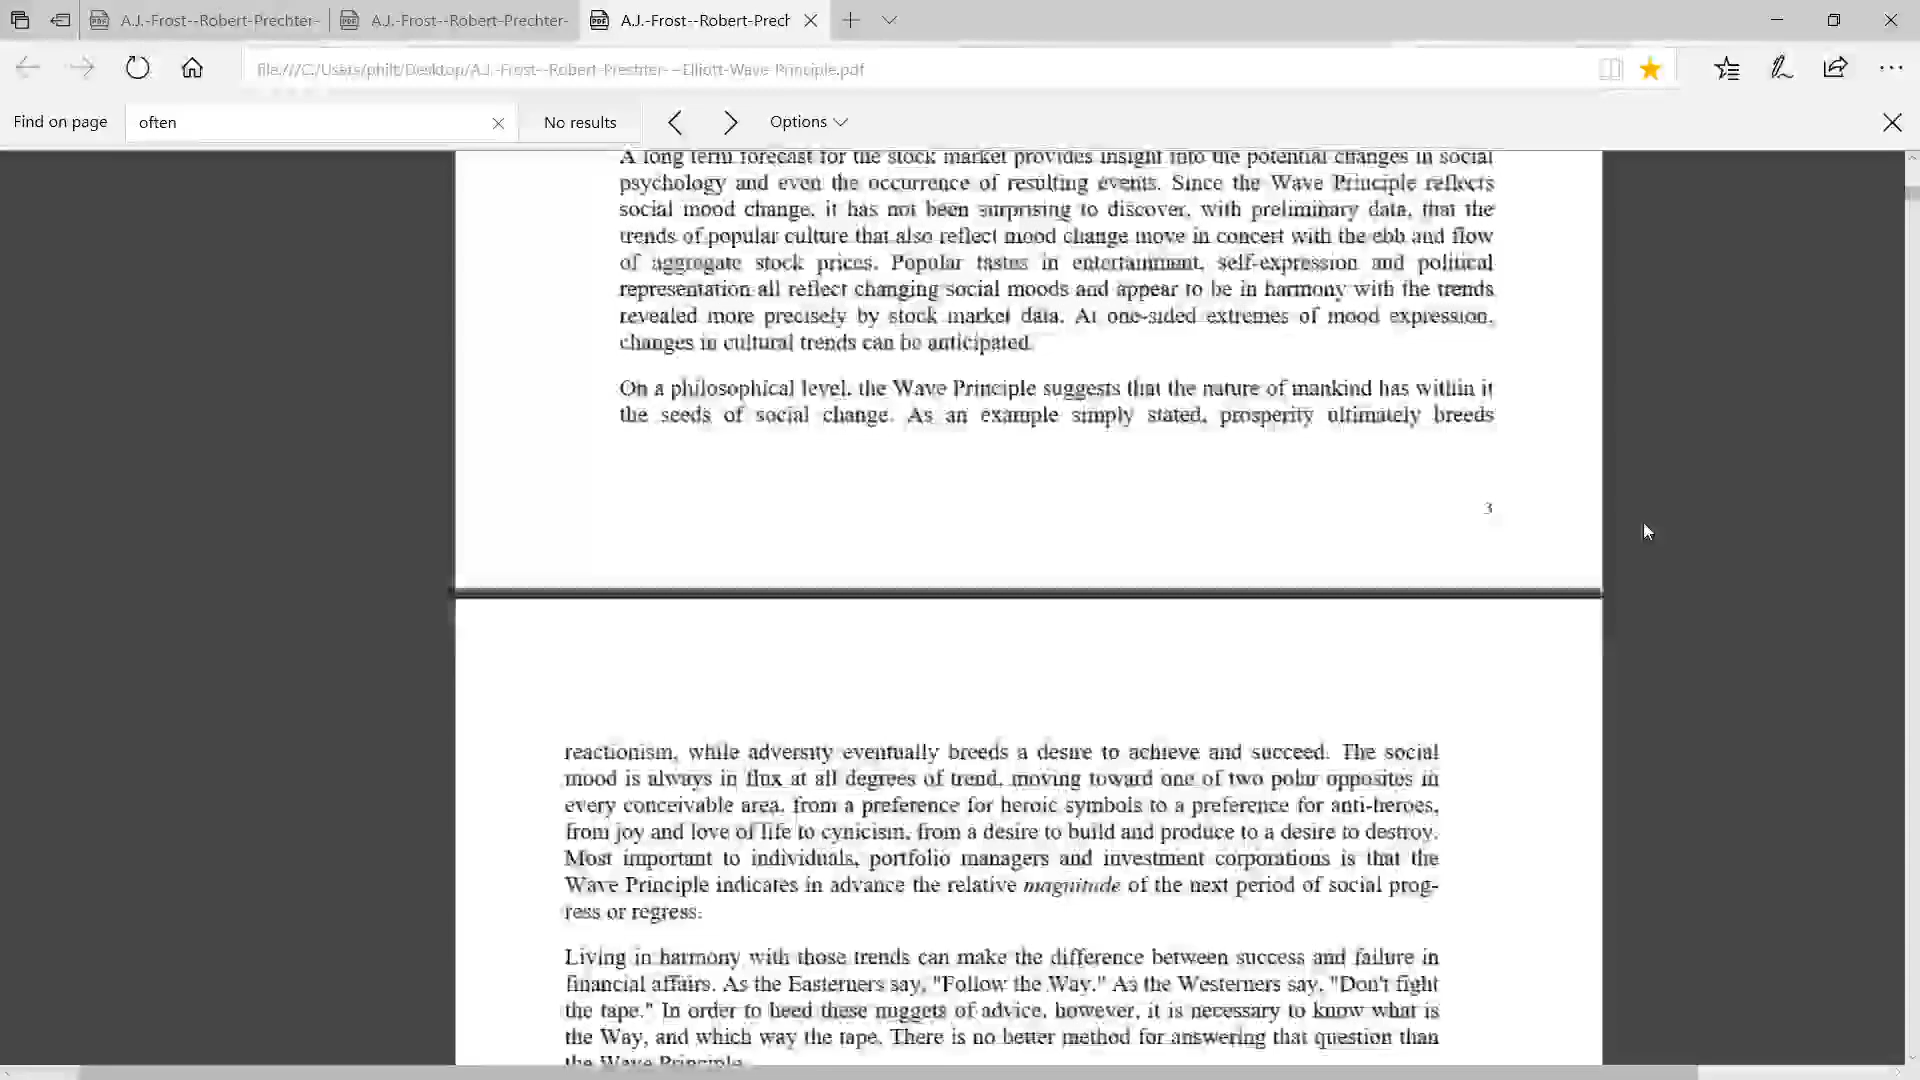 A.J.-Frost--Robert-Prechter-
A.J.-Frost--Robert-Prechter-
A.J.-Frost--Robert-Prech
file:///C:/Users/philt/Desktop/A.J.-Frost--Robert-Prechter---Elliott-Wave-Principle.pdf
Find on page
often
No results
Options
A long term forecast for the stock market provides insight into the potential changes in social
psychology and even the occurrence of resulting events. Since the Wave Principle reflects
social mood change, it has not been surprising to discover, with preliminary data, that the
trends of popular culture that also reflect mood change move in concert with the ebb and flow
of aggregate stock prices. Popular tastes in entertainment, self-expression and political
representation all reflect changing social moods and appear to be in harmony with the trends
revealed more precisely by stock market data. At one-sided extremes of mood expression,
changes in cultural trends can be anticipated.
On a philosophical level, the Wave Principle suggests that the nature of mankind has within it
the seeds of social change. As an example simply stated, prosperity ultimately breeds
3
reactionism, while adversity eventually breeds a desire to achieve and succeed. The social
mood is always in flux at all degrees of trend, moving toward one of two polar opposites in
every conceivable area, from a preference for heroic symbols to a preference for anti-heroes,
from joy and love of life to cynicism, from a desire to build and produce to a desire to destroy.
Most important to individuals, portfolio managers and investment corporations is that the
Wave Principle indicates in advance the relative magnitude of the next period of social prog-
ress or regress.
Living in harmony with those trends can make the difference between success and failure in
financial affairs. As the Easterners say, "Follow the Way." As the Westerners say, "Don't fight
the tape." In order to heed these nuggets of advice, however, it is necessary to know what is
the Way, and which way the tape. There is no better method for answering that question than
the Wave Principle.